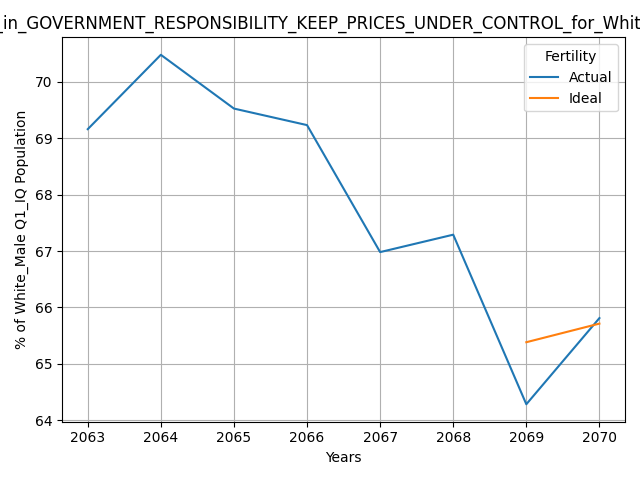 _in_GOVERNMENT_RESPONSIBILITY_KEEP_PRICES_UNDER_CONTROL_for_Whit
Fertility
Actual
Ideal
% of White_Male Q1_IQ Population
70
69
68
67
66
65
64
2063 2064 2065 2066 2067 2068 2069 2070
Years